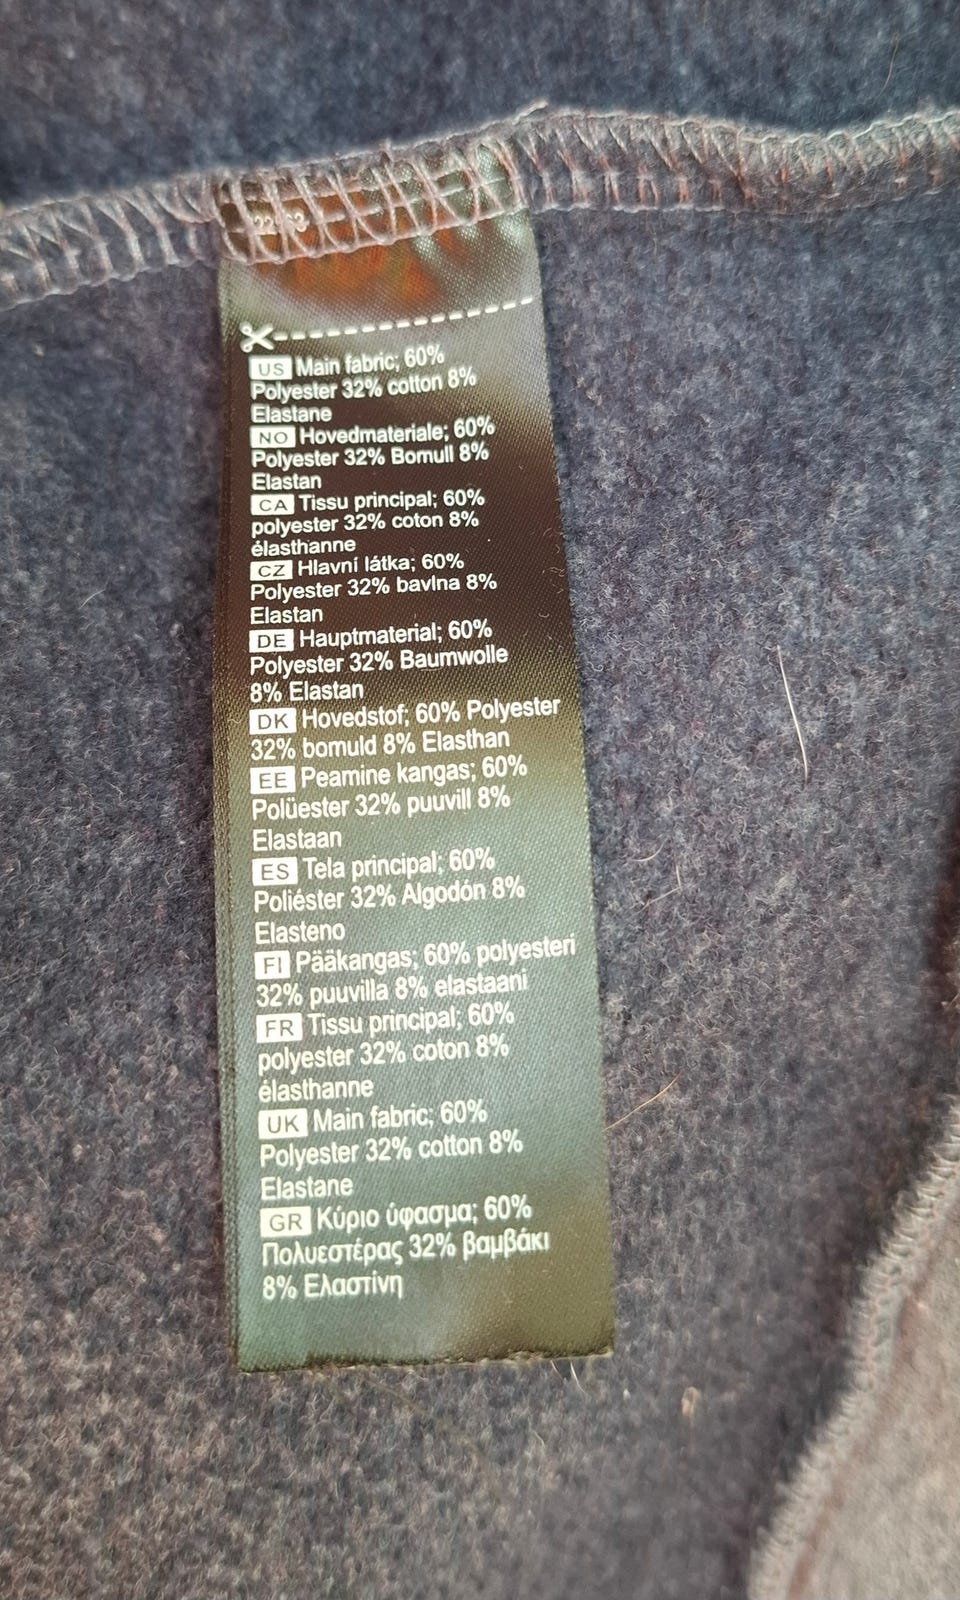 US Main fabric; 60%
Polyester 32% cotton 8%
Elastane
NO Hovedmateriale; 60%
Polyester 32% Bomull 8%
Elastan
CA Tissu principal; 60%
polyester 32% coton 8%
élasthanne
CZ Hlavní látka; 60%
Polyester 32% bavlna 8%
Elastan
DE Hauptmaterial; 60%
Polyester 32% Baumwolle
8% Elastan
DK Hovedstof; 60% Polyester
32% bomuld 8% Elasthan
EE Peamine kangas; 60%
Polüester 32% puuvill 8%
Elastaan
ES Tela principal; 60%
Poliéster 32% Algodón 8%
Elasteno
FI Pääkangas; 60% polyesteri
32% puuvilla 8% elastaani
FR Tissu principal; 60%
polyester 32% coton 8%
élasthanne
UK Main fabric; 60%
Polyester 32% cotton 8%
Elastane
GR Κύριο ύφασμα; 60%
Πολυεστέρας 32% βαμβάκι
8% Ελαστίνη